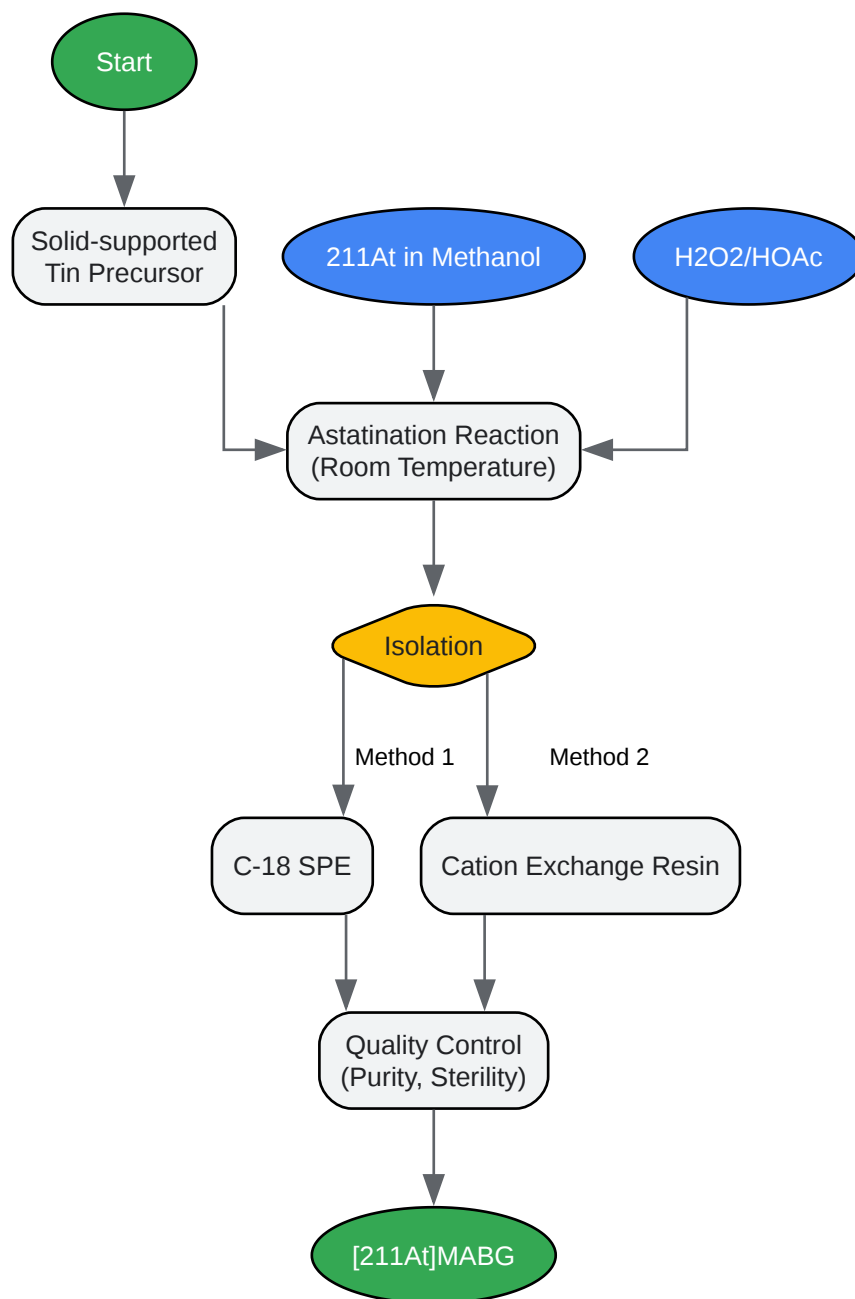 Start
Solid-supported
Tin Precursor
211At in Methanol
H2O2/HOAc
Astatination Reaction
(Room Temperature)
Isolation
Method 1
Method 2
C-18 SPE
Cation Exchange Resin
Quality Control
(Purity, Sterility)
[211At]MABG